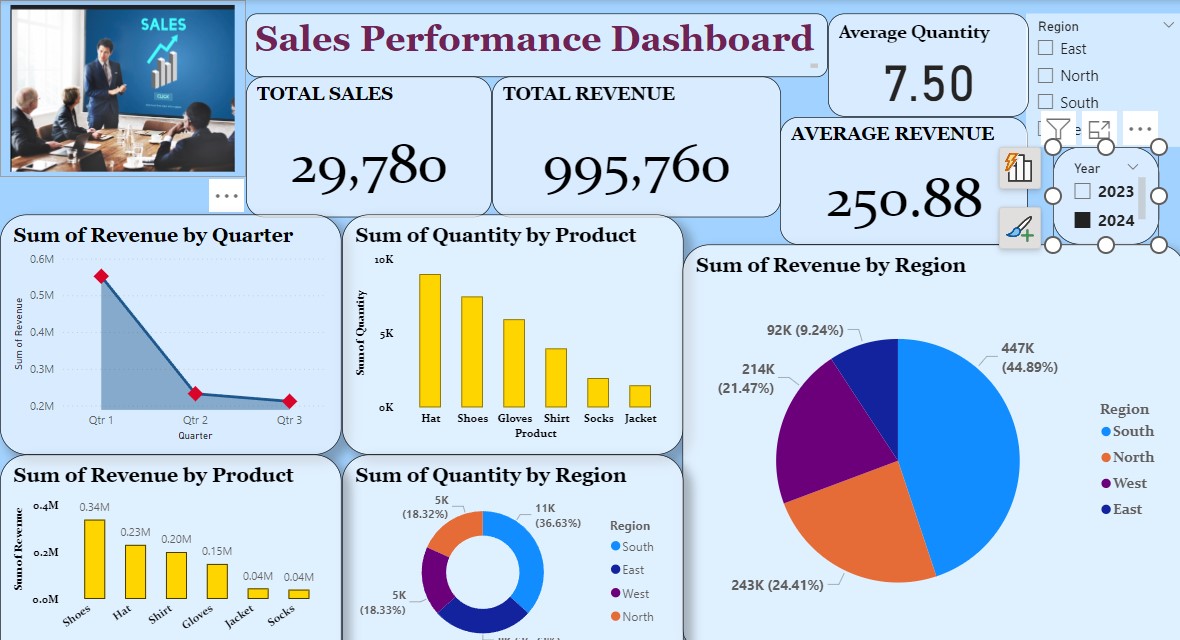 SALES
Sales Performance Dashboard
Average Quantity
7.50
Region
East
North
South
TOTAL SALES
29,780
TOTAL REVENUE
995,760
AVERAGE REVENUE
250.88
Year
2023
2024
Sum of Revenue by Quarter
0.6M
0.5M
0.4M
0.3M
0.2M
Sum of Revenue
Qtr 1
Qtr 2
Qtr 3
Quarter
Sum of Quantity by Product
10K
5K
0K
Sum of Quantity
Hat
Shoes
Gloves
Shirt
Socks
Jacket
Product
Sum of Revenue by Region
92K (9.24%)
447K
(44.89%)
214K
(21.47%)
243K (24.41%)
Region
South
North
West
East
Sum of Revenue by Product
0.4M
0.2M
0.0M
Sum of Revenue
0.34M
0.23M
0.20M
0.15M
0.04M
0.04M
Shoes
Hat
Shirt
Gloves
Jacket
Socks
Sum of Quantity by Region
5K
(18.32%)
11K
(36.63%)
5K
(18.33%)
Region
South
East
West
North